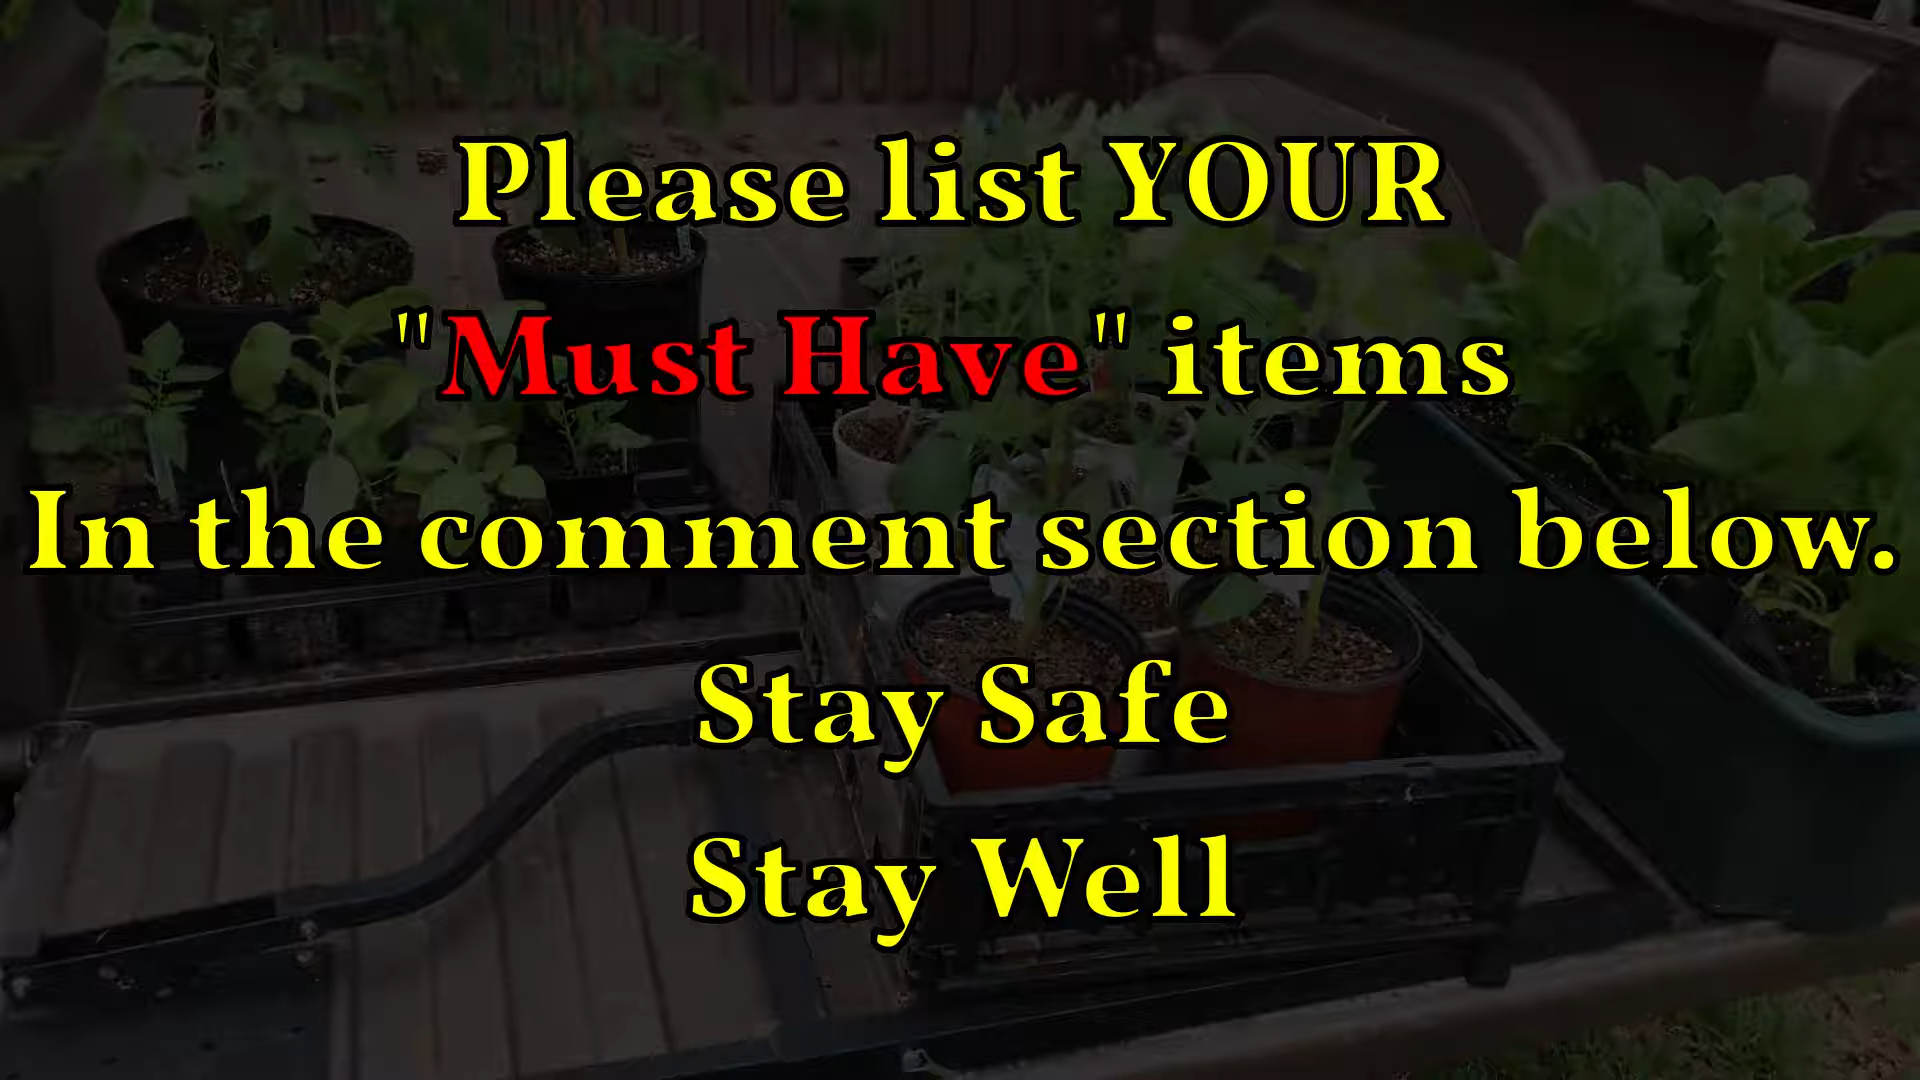 Please list YOUR
"Must Have" items
In the comment section below.
Stay Safe
Stay Well